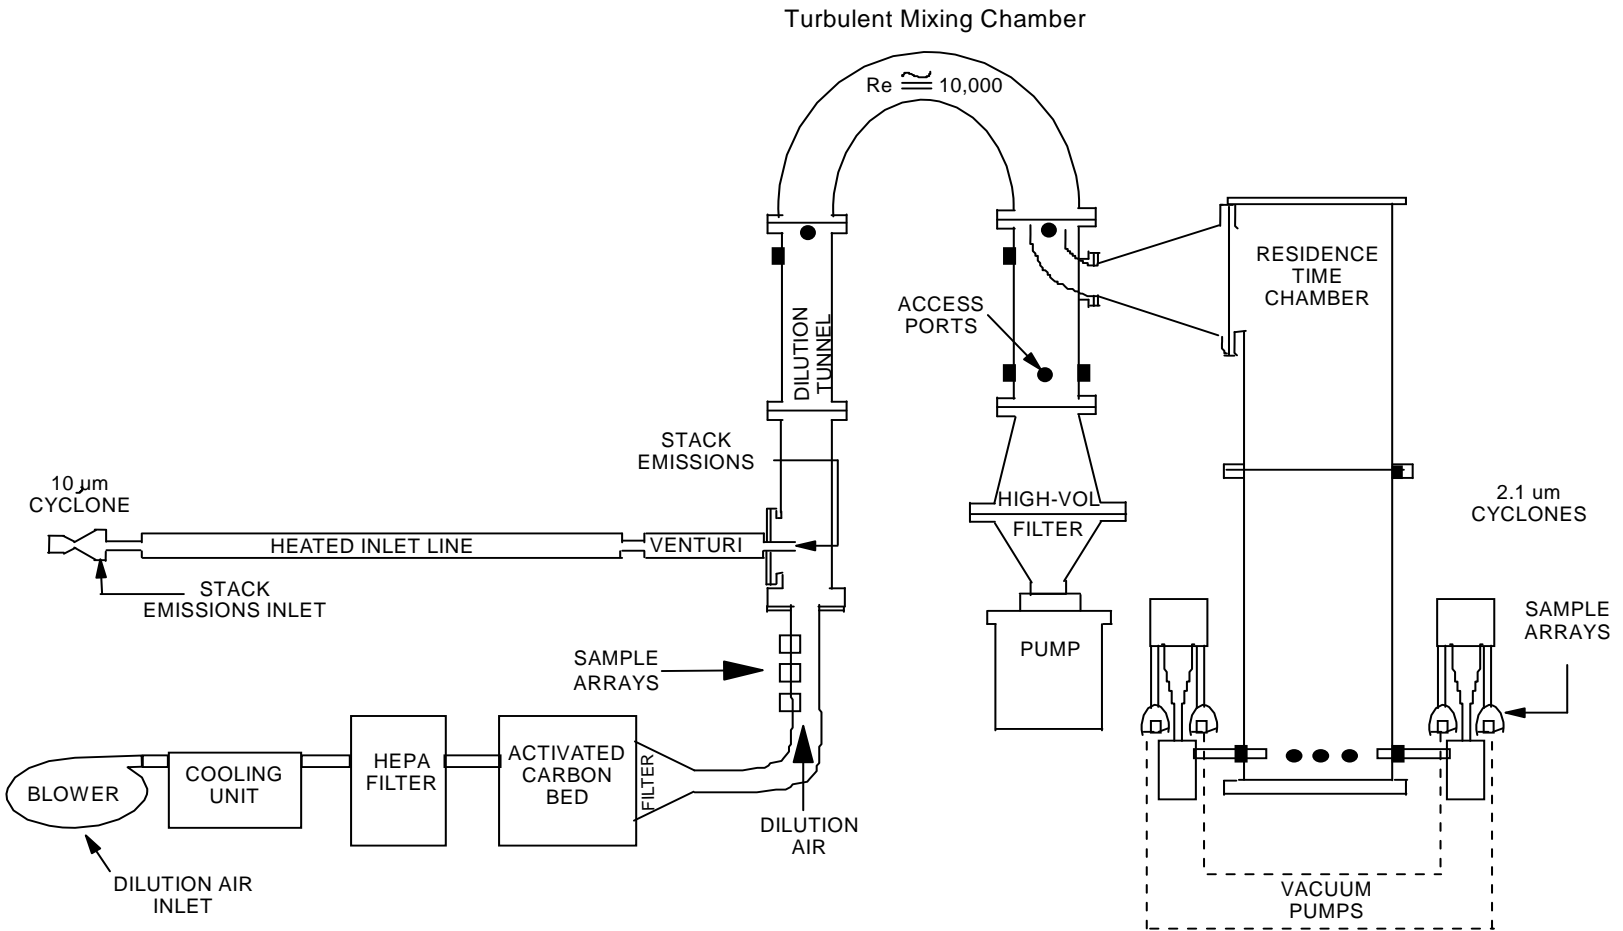 Turbulent Mixing Chamber
Re ≅ 10,000
RESIDENCE
TIME
CHAMBER
ACCESS
PORTS
DILUTION
TUNNEL
STACK
EMISSIONS
10 µm
CYCLONE
HEATED INLET LINE
VENTURI
STACK
EMISSIONS INLET
HIGH-VOL
FILTER
PUMP
2.1 um
CYCLONES
SAMPLE
ARRAYS
SAMPLE
ARRAYS
BLOWER
COOLING
UNIT
HEPA
FILTER
ACTIVATED
CARBON
BED
FILTER
DILUTION
AIR
DILUTION AIR
INLET
VACUUM
PUMPS